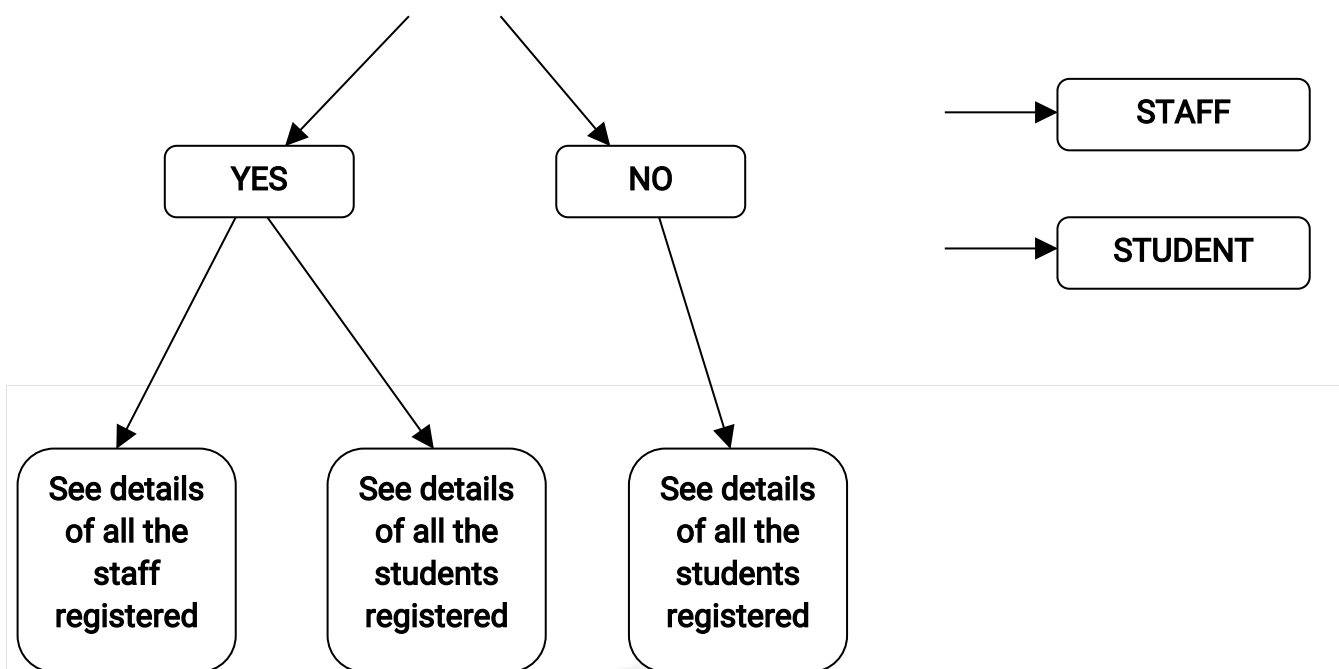 YES
NO
STAFF
STUDENT
See details
of all the
staff
registered
See details
of all the
students
registered
See details
of all the
students
registered